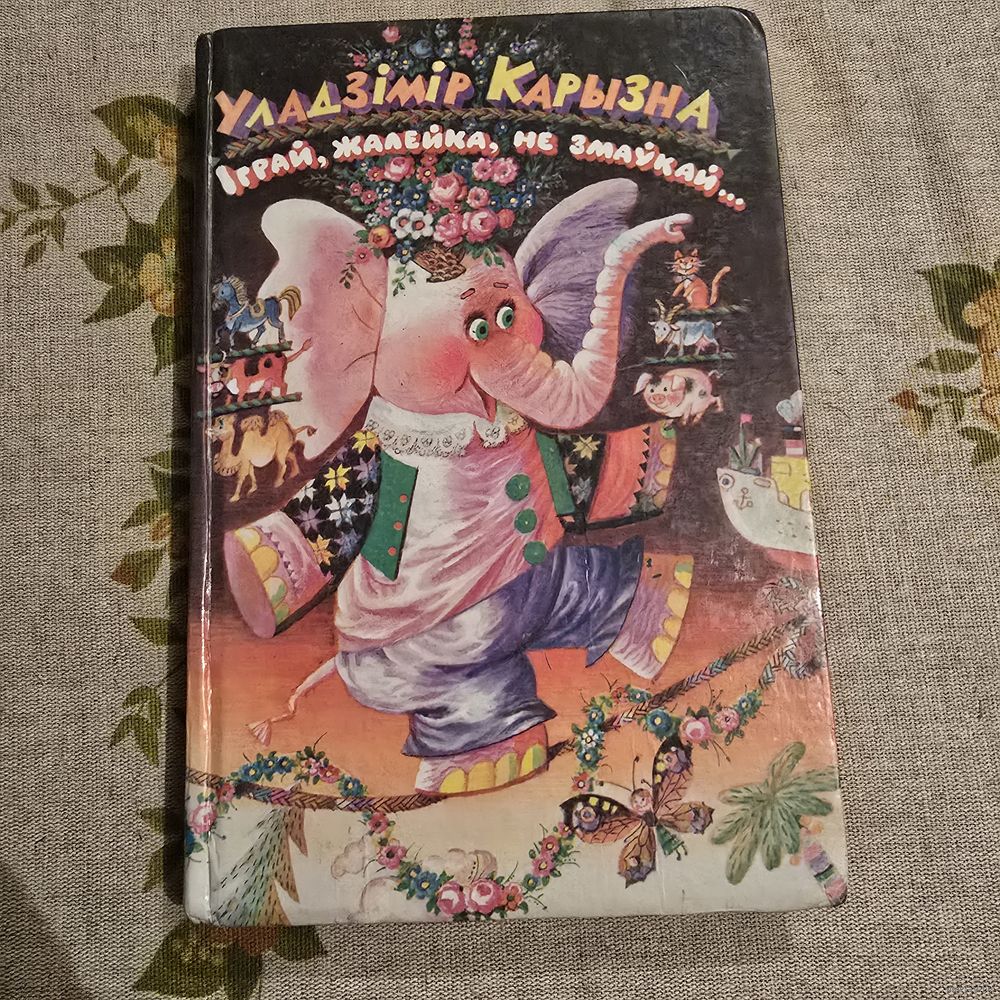 Уладзімір Карызна
Іграй, жалейка, не змаўкай...